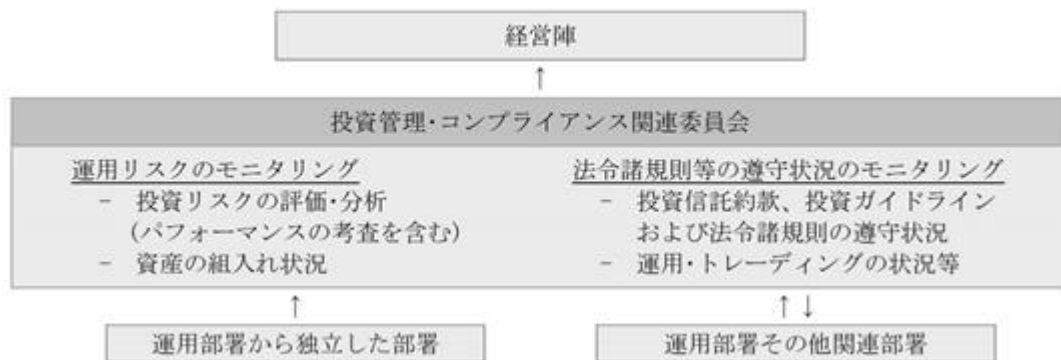 経営陣
↑
投資管理・コンプライアンス関連委員会
運用リスクのモニタリング
- 投資リスクの評価・分析
(パフォーマンスの考査を含む)
- 資産の組入れ状況
法令諸規則等の遵守状況のモニタリング
- 投資信託約款、投資ガイドライン
および法令諸規則の遵守状況
- 運用・トレーディングの状況等
↑
↑↓
運用部署から独立した部署
運用部署その他関連部署